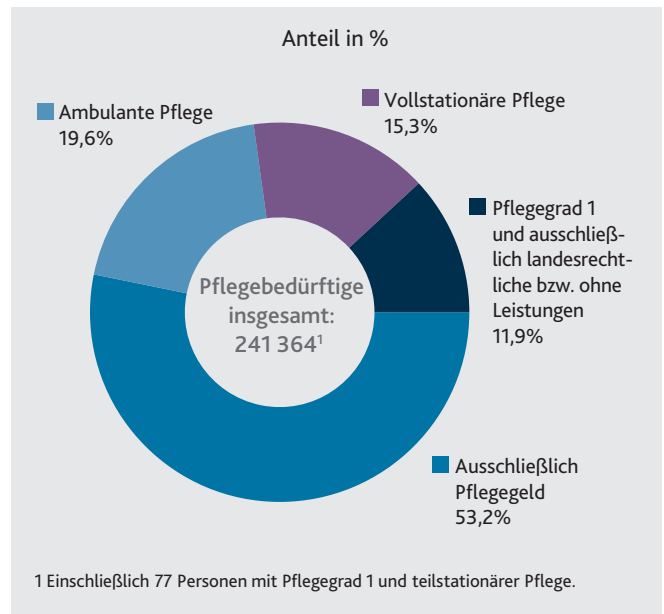 Anteil in %
Ambulante Pflege
19,6%
Vollstationäre Pflege
15,3%
Pflegegrad 1
und ausschließ-
lich landesrecht-
liche bzw. ohne
Leistungen
11,9%
Pflegebedürftige
insgesamt:
241 364¹
Ausschließlich
Pflegegeld
53,2%
1 Einschließlich 77 Personen mit Pflegegrad 1 und teilstationärer Pflege.